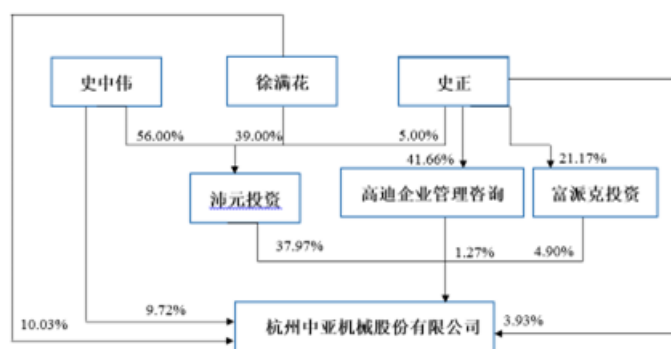 史中伟
徐满花
史正
56.00%
39.00%
5.00%
41.66%
21.17%
沛元投资
高迪企业管理咨询
富派克投资
37.97%
1.27%
4.90%
10.03%
9.72%
杭州中亚机械股份有限公司
3.93%